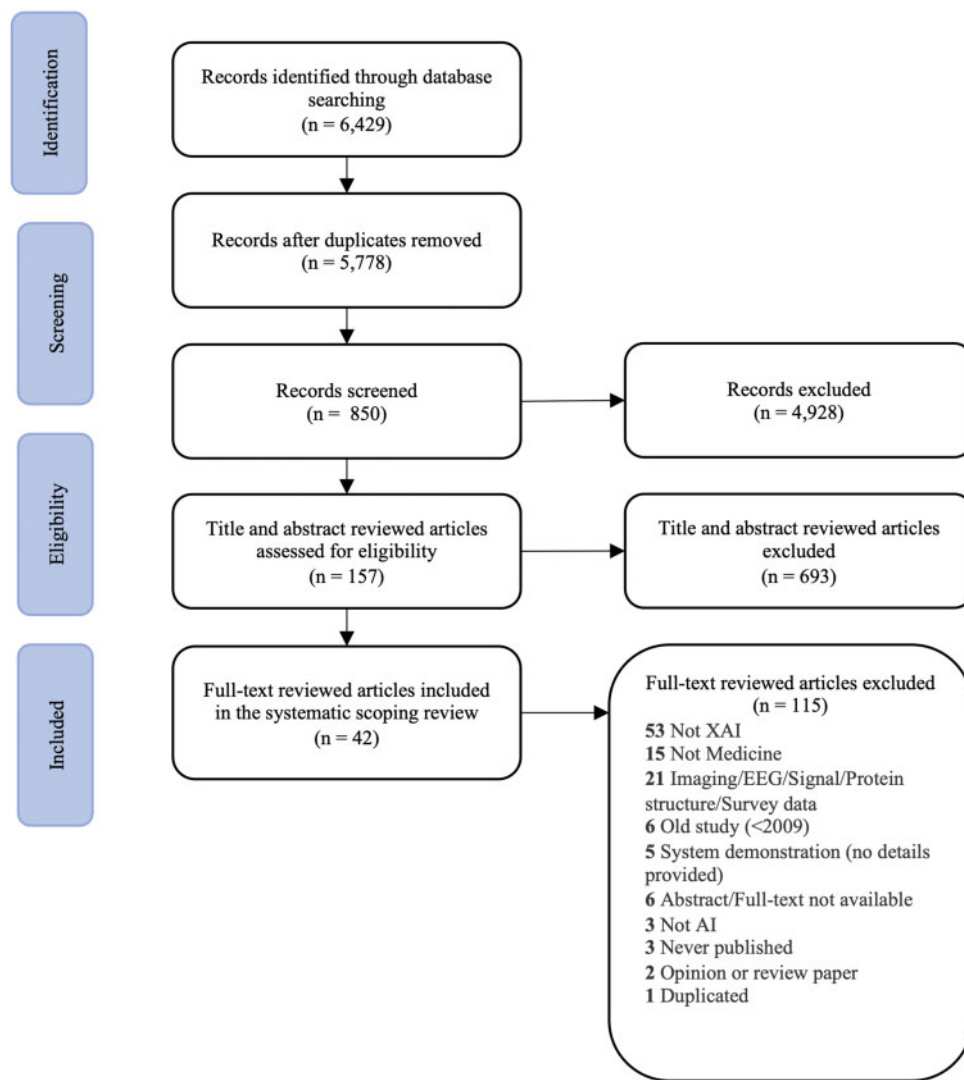 Identification
Records identified through database
searching
(n = 6,429)
Records after duplicates removed
(n = 5,778)
Screening
Records screened
(n = 850)
Records excluded
(n = 4,928)
Eligibility
Title and abstract reviewed articles
assessed for eligibility
(n = 157)
Title and abstract reviewed articles
excluded
(n = 693)
Included
Full-text reviewed articles included
in the systematic scoping review
(n = 42)
Full-text reviewed articles excluded
(n = 115)
53 Not XAI
15 Not Medicine
21 Imaging/EEG/Signal/Protein
structure/Survey data
6 Old study (<2009)
5 System demonstration (no details
provided)
6 Abstract/Full-text not available
3 Not AI
3 Never published
2 Opinion or review paper
1 Duplicated